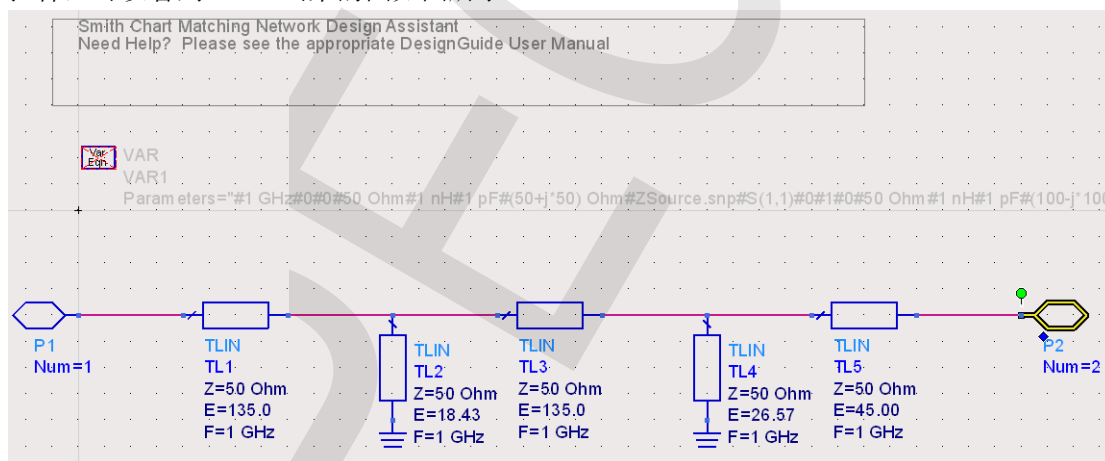 Smith Chart Matching Network Design Assistant
Need Help? Please see the appropriate DesignGuide User Manual
Var
Eqn
VAR
VAR1
Parameters="#1 GHz#0#0#50 Ohm#1 nH#1 pF#(50+j*50) Ohm#ZSource.snp#S(1,1)#0#1#0#50 Ohm#1 nH#1 pF#(100-j*100
P1
Num=1
TLIN
TL1
Z=50 Ohm
E=135.0
F=1 GHz
TLIN
TL2
Z=50 Ohm
E=18.43
F=1 GHz
TLIN
TL3
Z=50 Ohm
E=135.0
F=1 GHz
TLIN
TL4
Z=50 Ohm
E=26.57
F=1 GHz
TLIN
TL5
Z=50 Ohm
E=45.00
F=1 GHz
P2
Num=2